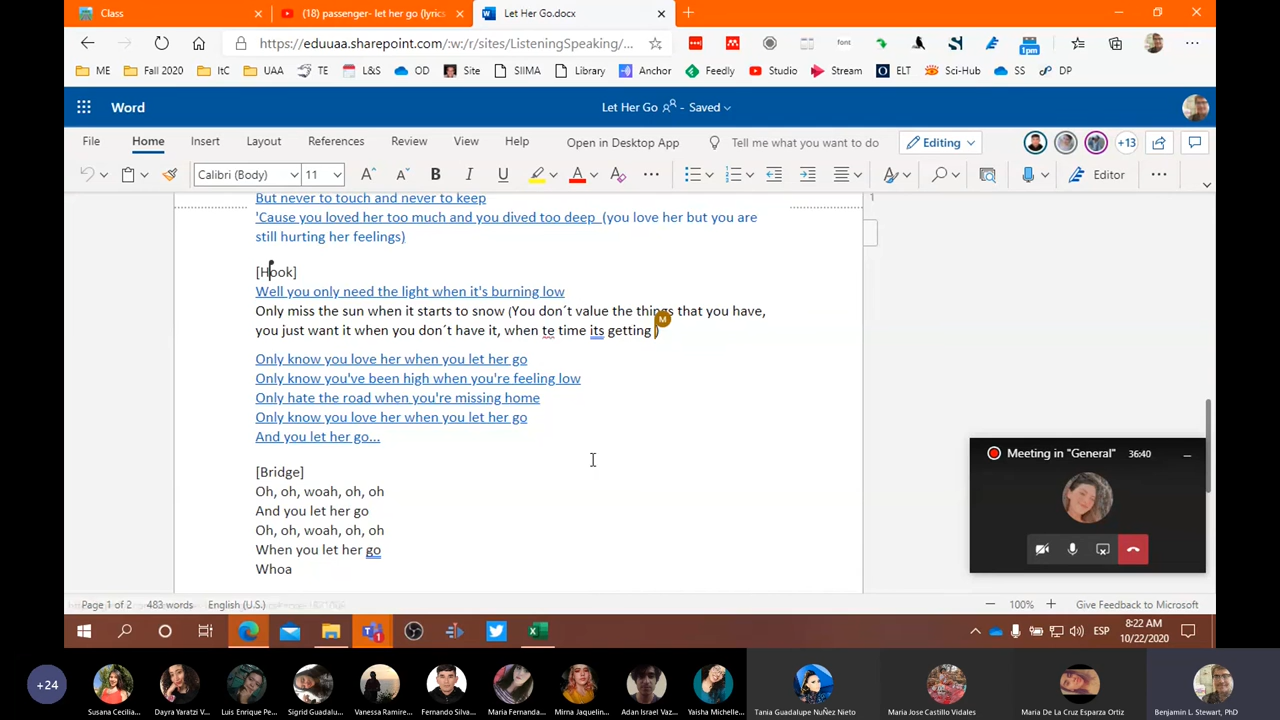 Class
(18) passenger- let her go (lyrics
Let Her Go.docx
https://eduuaa.sharepoint.com/:w:/r/sites/ListeningSpeaking/...
font
1pm
ME
Fall 2020
ItC
UAA
TE
L&S
OD
Site
SIIMA
Library
Anchor
Feedly
Studio
Stream
ELT
Sci-Hub
SS
DP
Word
Let Her Go - Saved
File
Home
Insert
Layout
References
Review
View
Help
Open in Desktop App
Tell me what you want to do
Editing
+13
Calibri (Body)
11
Editor
But never to touch and never to keep
1
'Cause you loved her too much and you dived too deep (you love her but you are
still hurting her feelings)
[Hook]
Well you only need the light when it's burning low
Only miss the sun when it starts to snow (You don´t value the things that you have,
M
you just want it when you don´t have it, when te time its getting )
Only know you love her when you let her go
Only know you've been high when you're feeling low
Only hate the road when you're missing home
Only know you love her when you let her go
And you let her go...
Meeting in "General"
36:40
[Bridge]
Oh, oh, woah, oh, oh
And you let her go
Oh, oh, woah, oh, oh
When you let her go
Whoa
Page 1 of 2
483 words
English (U.S.)
100%
Give Feedback to Microsoft
ESP
8:22 AM
10/22/2020
+24
Susana Cecilia...
Dayra Yaratzi V...
Luis Enrique Pe...
Sigrid Guadalu...
Vanessa Ramire...
Fernando Silva...
Maria Fernanda...
Mirna Jaquelin...
Adan Israel Vaz...
Yaisha Michelle...
Tania Guadalupe Nuñez Nieto
Maria Jose Castillo Vidales
Maria De La Cruz Esparza Ortiz
Benjamin L. Stewart, PhD